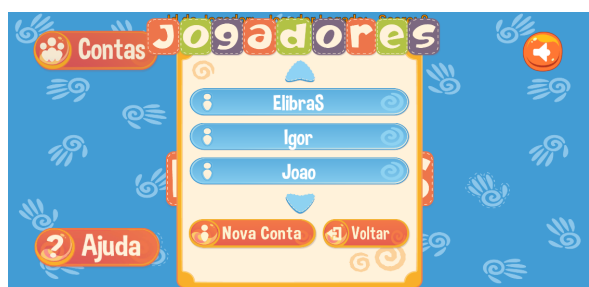 Jogadores
Contas
ElibraS
Igor
Joao
Nova Conta
Voltar
? Ajuda